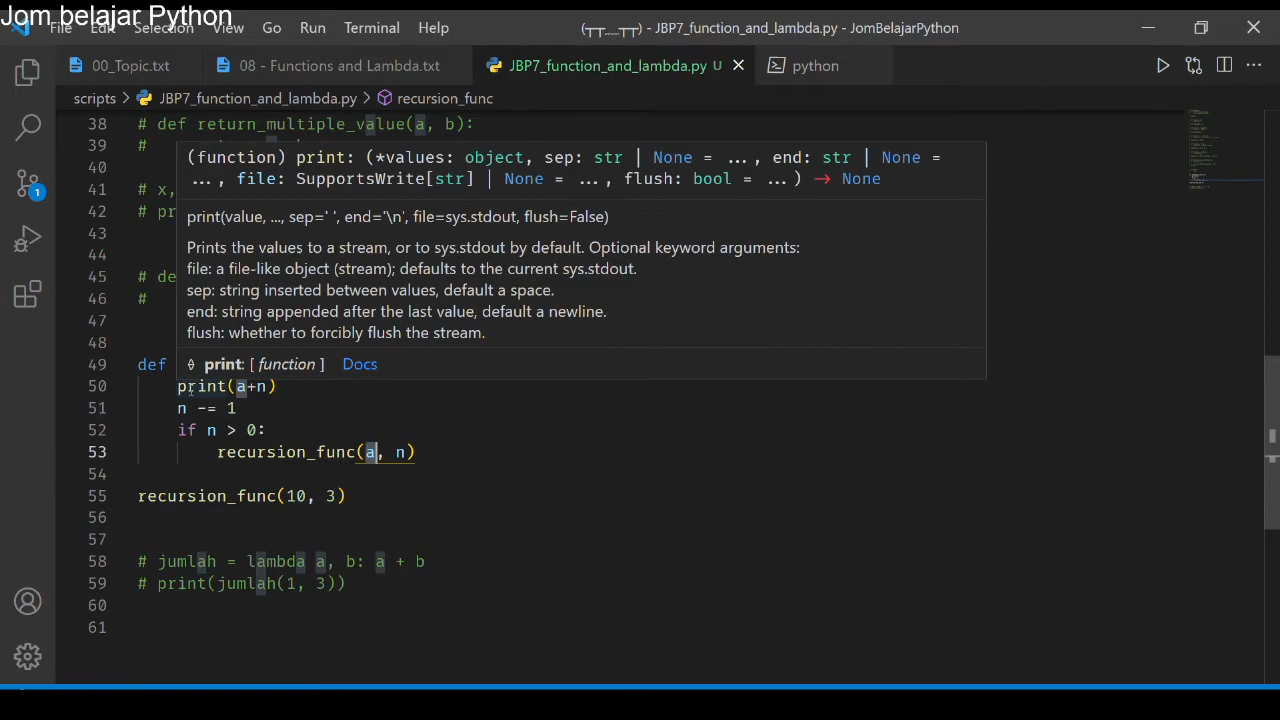 Jom belajar Python
File Edit Selection View Go Run Terminal Help
JBP7_function_and_lambda.py - JomBelajarPython
00_Topic.txt 08 - Functions and Lambda.txt JBP7_function_and_lambda.py U python
scripts > JBP7_function_and_lambda.py > recursion_func
38 # def return_multiple_value(a, b):
39 #
40
41 # x,
42 # pr
43
44
45 # de
46 #
47
48
(function) print: (*values: object, sep: str | None = ..., end: str | None =
..., file: SupportsWrite[str] | None = ..., flush: bool = ...) → None
print(value, ..., sep=' ', end='\n', file=sys.stdout, flush=False)
Prints the values to a stream, or to sys.stdout by default. Optional keyword arguments:
file: a file-like object (stream); defaults to the current sys.stdout.
sep: string inserted between values, default a space.
end: string appended after the last value, default a newline.
flush: whether to forcibly flush the stream.
print: [ function ] Docs
49 def
50 print(a+n)
51 n -= 1
52 if n > 0:
53 recursion_func(a, n)
54
55 recursion_func(10, 3)
56
57
58 # jumlah = lambda a, b: a + b
59 # print(jumlah(1, 3))
60
61
1